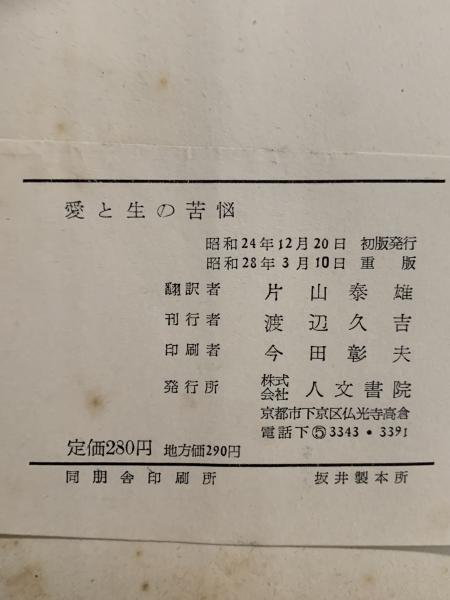 愛と生の苦悩
昭和24年12月20日 初版発行
昭和28年3月10日 重版
翻訳者 片山泰雄
刊行者 渡辺久吉
印刷者 今田彰夫
発行所 株式会社 人文書院
京都市下京区仏光寺高倉
電話下⑤3343・3391
定価280円 地方価290円
同朋舎印刷所 坂井製本所